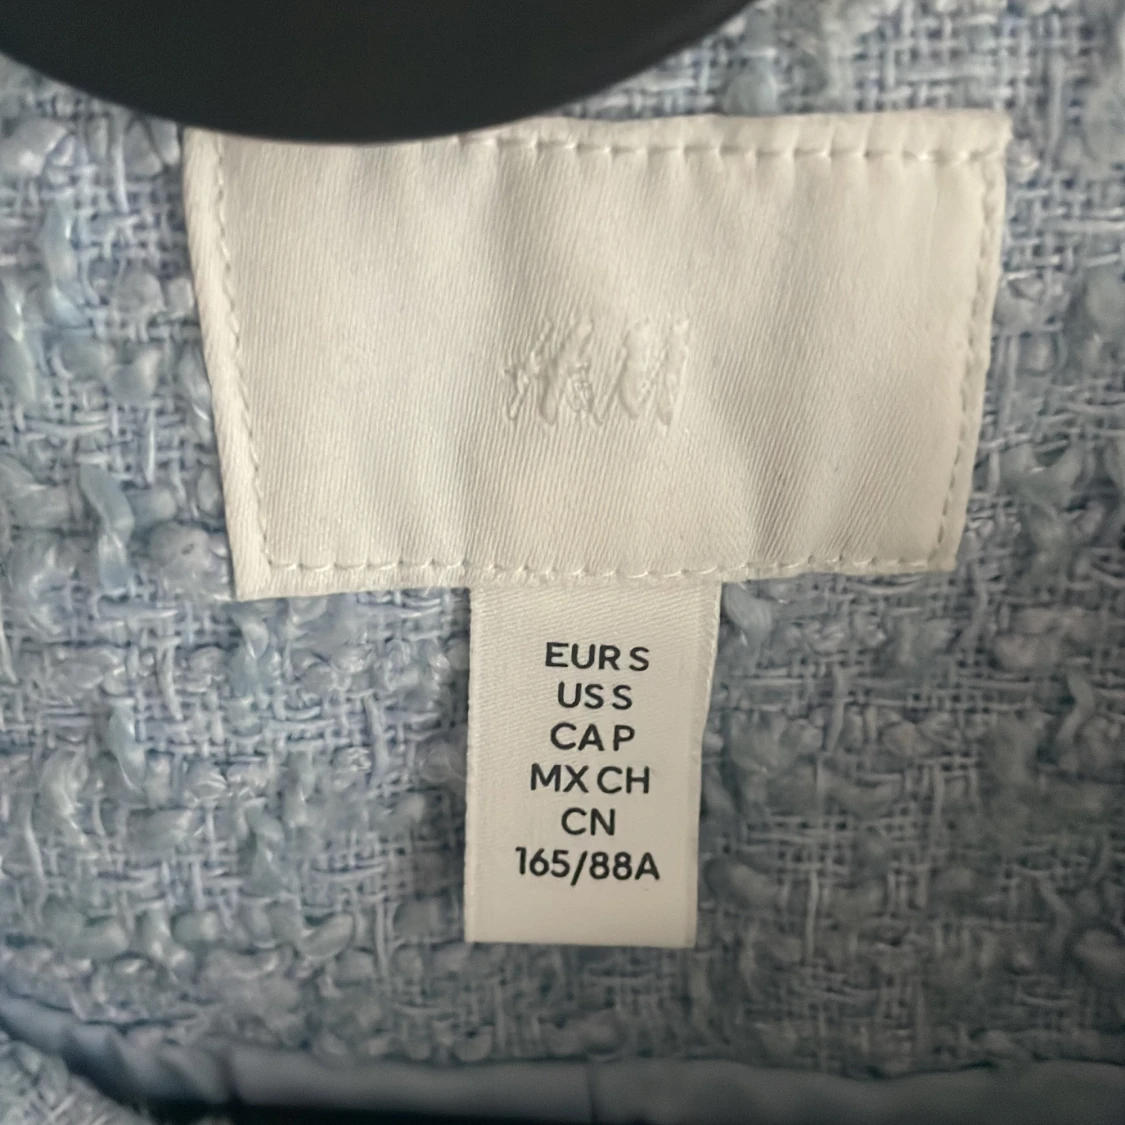 H&M
EUR S
US S
CA P
MX CH
CN
165/88A